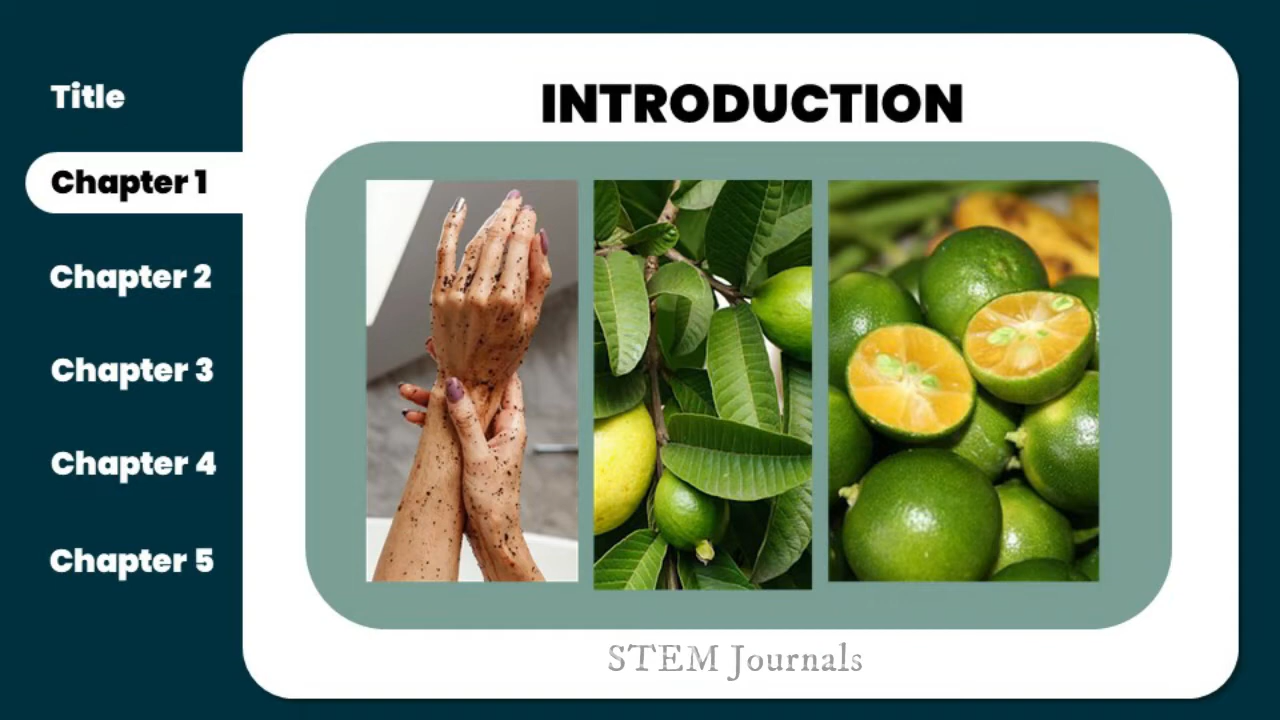 Title
Chapter 1
Chapter 2
Chapter 3
Chapter 4
Chapter 5
INTRODUCTION
STEM Journals